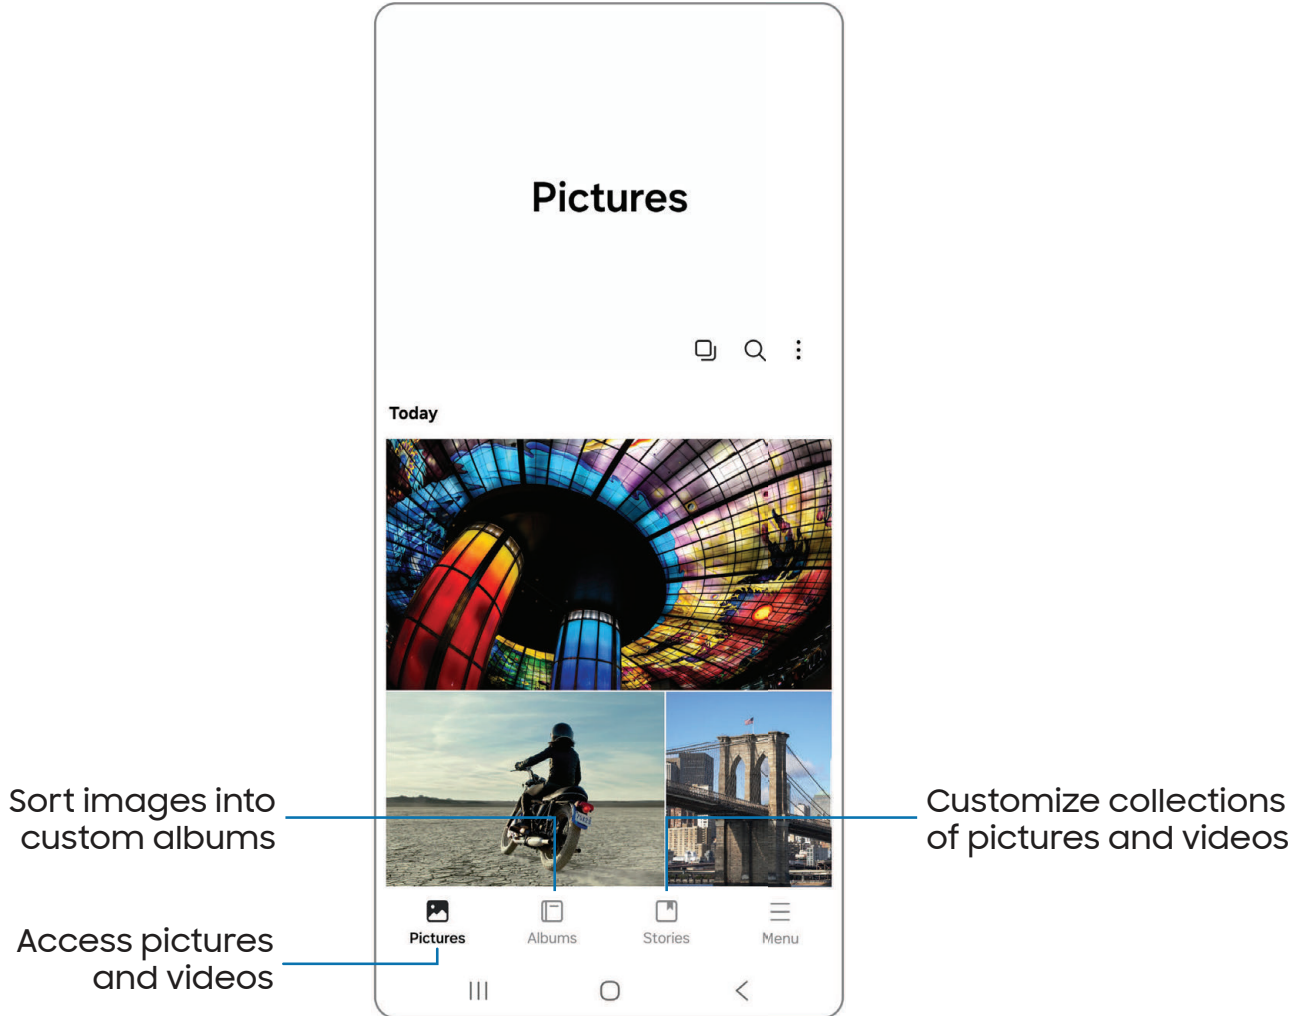 Pictures
Today
Sort images into
custom albums
Customize collections
of pictures and videos
Access pictures
and videos
Pictures
Albums
Stories
Menu